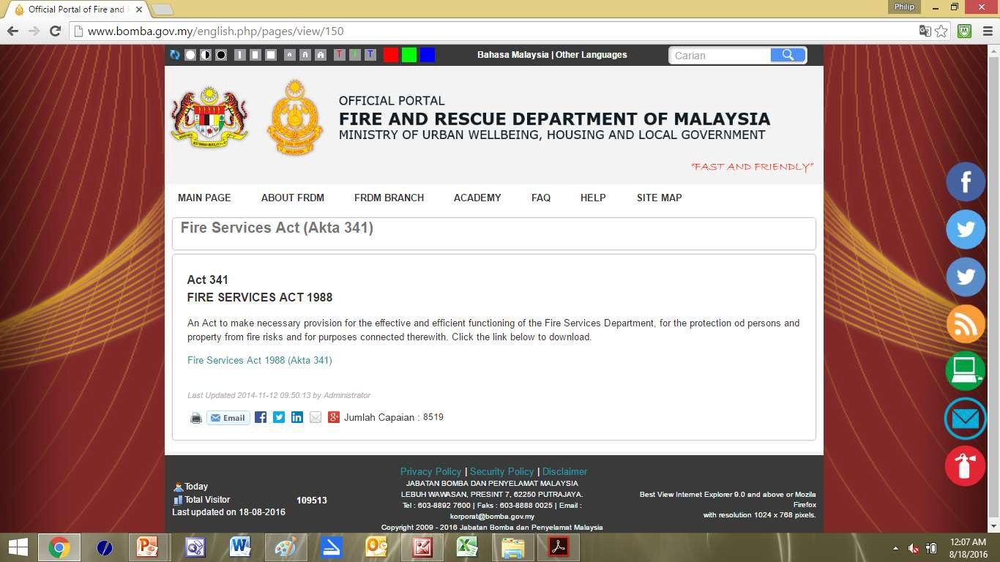 Official Portal of Fire and
Philip
www.bomba.gov.my/english.php/pages/view/150
A A A T T T
Bahasa Malaysia | Other Languages
Carian
OFFICIAL PORTAL
FIRE AND RESCUE DEPARTMENT OF MALAYSIA
MINISTRY OF URBAN WELLBEING, HOUSING AND LOCAL GOVERNMENT
"FAST AND FRIENDLY"
MAIN PAGE ABOUT FRDM FRDM BRANCH ACADEMY FAQ HELP SITE MAP
Fire Services Act (Akta 341)
Act 341
FIRE SERVICES ACT 1988
An Act to make necessary provision for the effective and efficient functioning of the Fire Services Department, for the protection od persons and
property from fire risks and for purposes connected therewith. Click the link below to download.
Fire Services Act 1988 (Akta 341)
Last Updated 2014-11-12 09:50:13 by Administrator
Email
Jumlah Capaian : 8519
Privacy Policy | Security Policy | Disclaimer
JABATAN BOMBA DAN PENYELAMAT MALAYSIA
LEBUH WAWASAN, PRESINT 7, 62250 PUTRAJAYA.
Tel : 603-8892 7600 | Faks : 603-8888 0025 | Email :
korporat@bomba.gov.my
Copyright 2009 - 2016 Jabatan Bomba dan Penyelamat Malaysia
Today
Total Visitor 109513
Last updated on 18-08-2016
Best View Internet Explorer 9.0 and above or Mozila
Firefox
with resolution 1024 x 768 pixels.
12:07 AM
8/18/2016